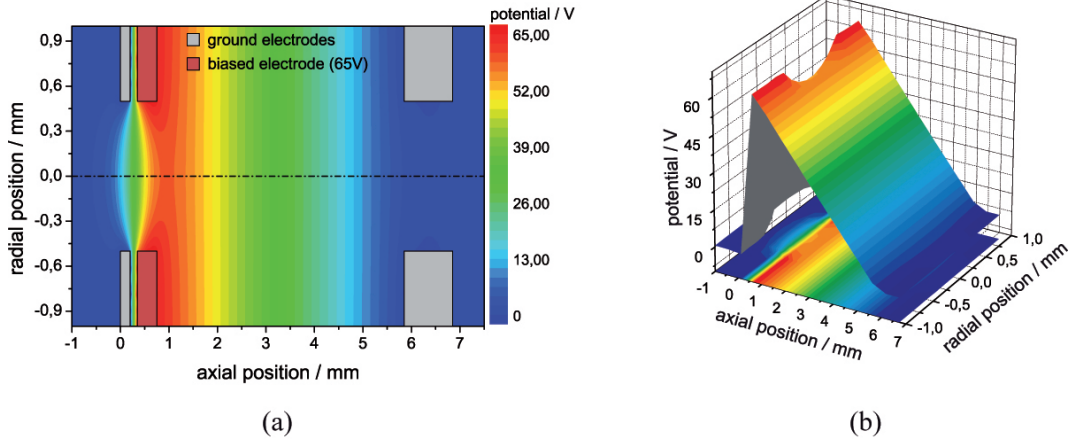 potential / V
0,9
0,6
0,3
0,0
-0,3
-0,6
-0,9
radial position / mm
ground electrodes
biased electrode (65V)
65,00
52,00
39,00
26,00
13,00
0
-1 0 1 2 3 4 5 6 7
axial position / mm
(a)
potential / V
60
45
30
15
0
-1 0 1 2 3 4 5 6 7
axial position / mm
1,0
0,5
0,0
-0,5
-1,0
radial position / mm
(b)